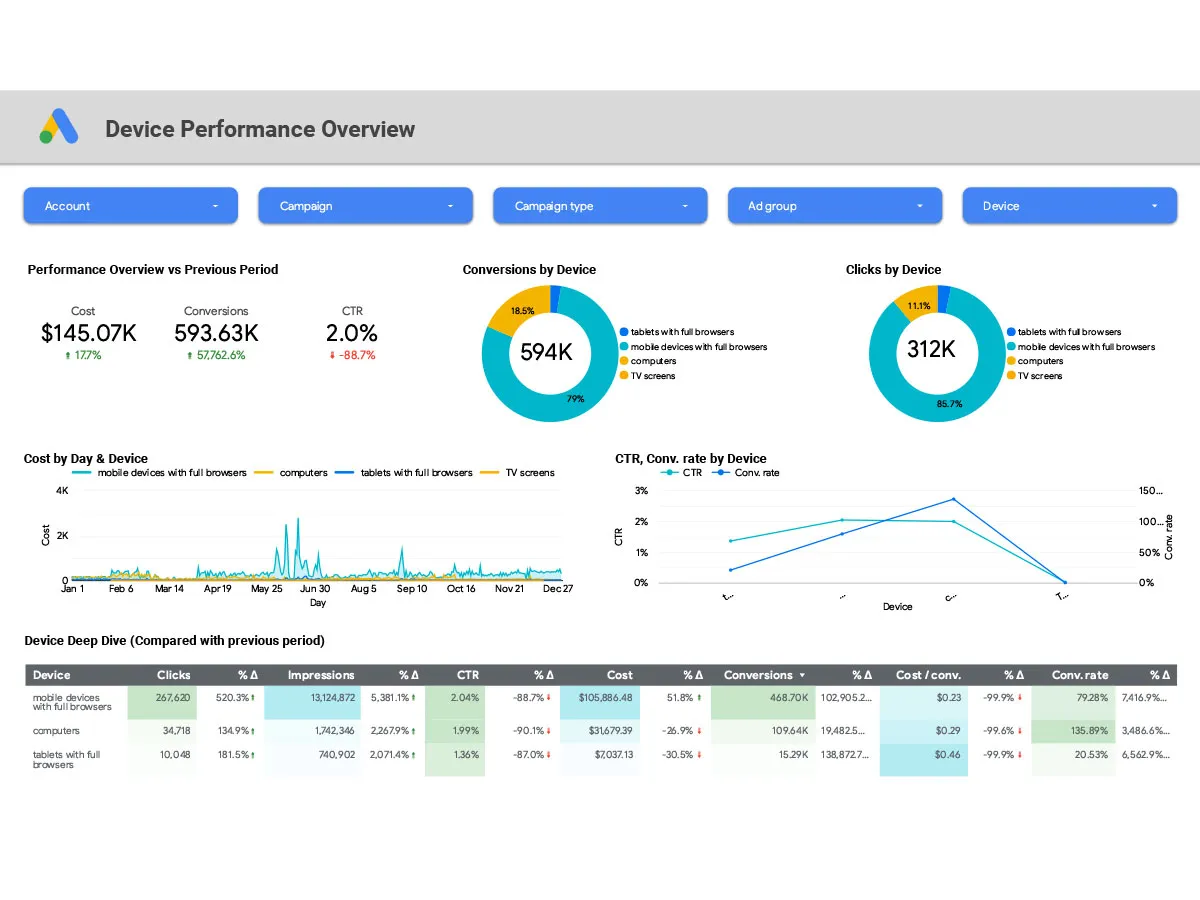 Device Performance Overview
Account
Campaign
Campaign type
Ad group
Device
Performance Overview vs Previous Period
Cost
$145.07K
17.7%
Conversions
593.63K
57,762.6%
CTR
2.0%
-88.7%
Conversions by Device
18.5%
594K
79%
tablets with full browsers
mobile devices with full browsers
computers
TV screens
Clicks by Device
11.1%
312K
85.7%
tablets with full browsers
mobile devices with full browsers
computers
TV screens
Cost by Day & Device
mobile devices with full browsers computers tablets with full browsers TV screens
4K
2K
0
Cost
Jan 1 Feb 6 Mar 14 Apr 19 May 25 Jun 30 Aug 5 Sep 10 Oct 16 Nov 21 Dec 27
Day
CTR, Conv. rate by Device
CTR Conv. rate
3%
2%
1%
0%
CTR
150...
100...
50%
0%
Conv. rate
t...
...
c...
T...
Device
Device Deep Dive (Compared with previous period)
Device Clicks % Δ Impressions % Δ CTR % Δ Cost % Δ Conversions % Δ Cost / conv. % Δ Conv. rate % Δ
mobile devices
with full browsers 267,620 520.3% 13,124,872 5,381.1% 2.04% -88.7% $105,886.48 51.8% 468.70K 102,905.2... $0.23 -99.9% 79.28% 7,416.9%...
computers 34,718 134.9% 1,742,346 2,267.9% 1.99% -90.1% $31,679.39 -26.9% 109.64K 19,482.5... $0.29 -99.6% 135.89% 3,486.6%...
tablets with full
browsers 10,048 181.5% 740,902 2,071.4% 1.36% -87.0% $7,037.13 -30.5% 15.29K 138,872.7... $0.46 -99.9% 20.53% 6,562.9%...